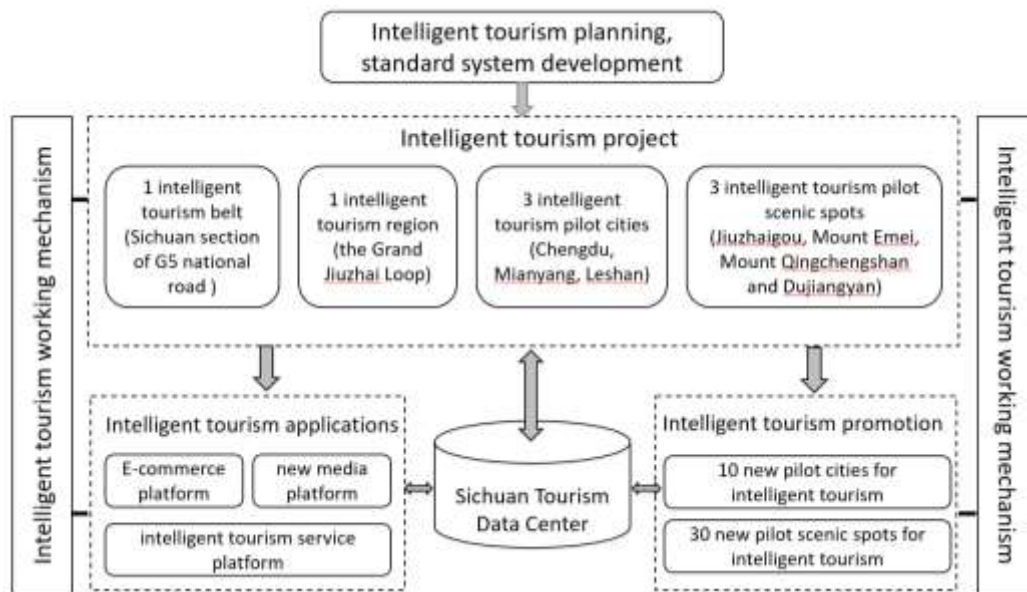 Intelligent tourism planning,
standard system development
Intelligent tourism working mechanism
Intelligent tourism project
1 intelligent
tourism belt
(Sichuan section
of G5 national
road )
1 intelligent
tourism region
(the Grand
Jiuzhai Loop)
3 intelligent
tourism pilot cities
(Chengdu,
Mianyang, Leshan)
3 intelligent tourism pilot
scenic spots
(Jiuzhaigou, Mount Emei,
Mount Qingchengshan
and Dujiangyan)
Intelligent tourism applications
E-commerce
platform
new media
platform
intelligent tourism service
platform
Sichuan Tourism
Data Center
Intelligent tourism promotion
10 new pilot cities for
intelligent tourism
30 new pilot scenic spots for
intelligent tourism
Intelligent tourism working mechanism